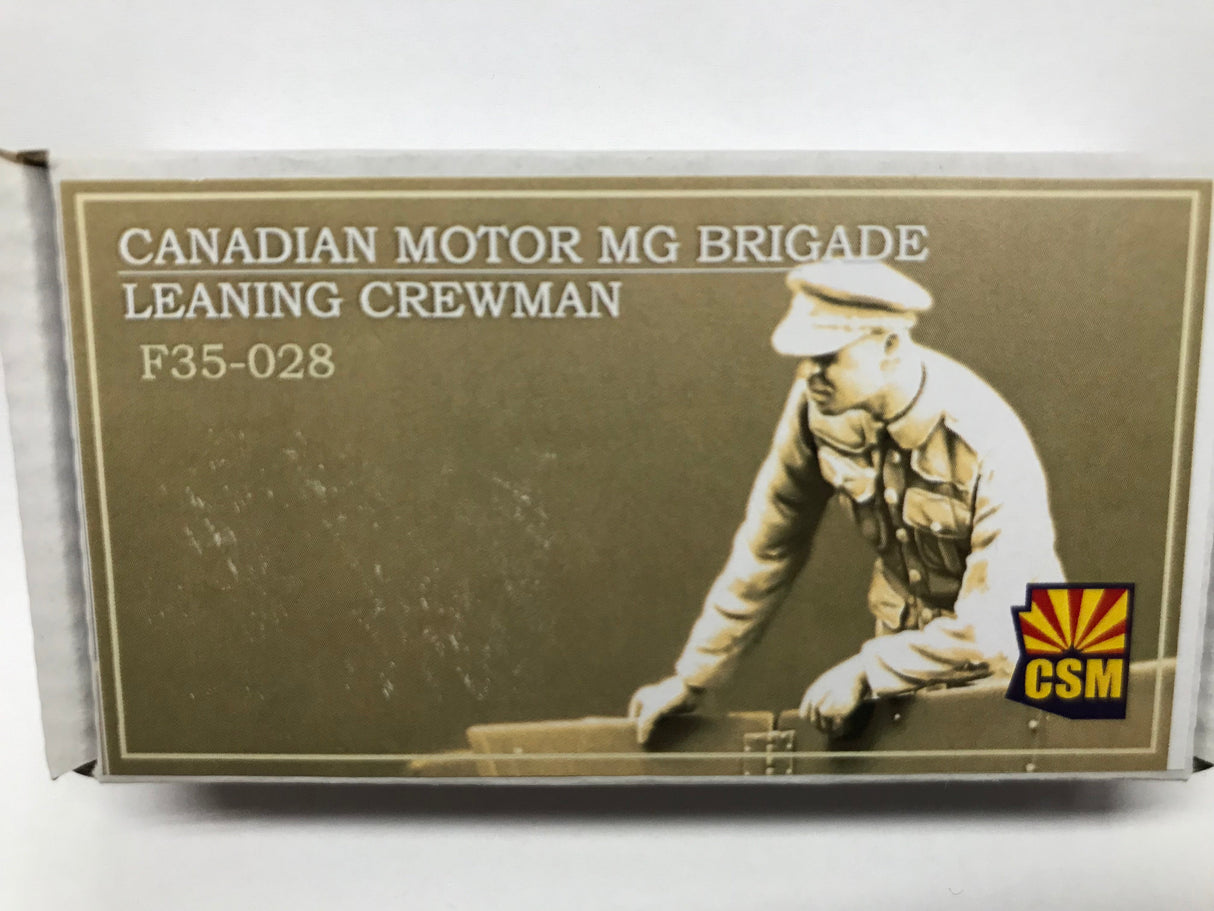 CANADIAN MOTOR MG BRIGADE
LEANING CREWMAN
F35-028
CSM